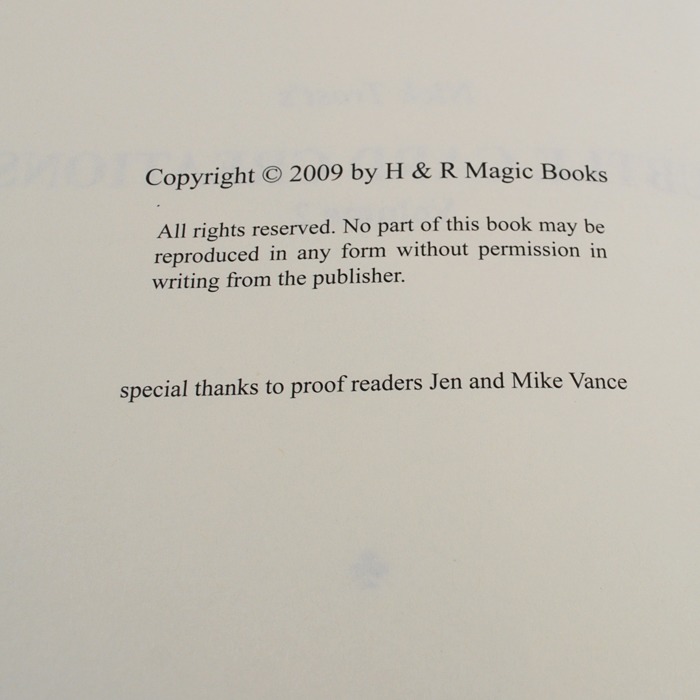 Copyright © 2009 by H & R Magic Books
All rights reserved. No part of this book may be
reproduced in any form without permission in
writing from the publisher.
special thanks to proof readers Jen and Mike Vance